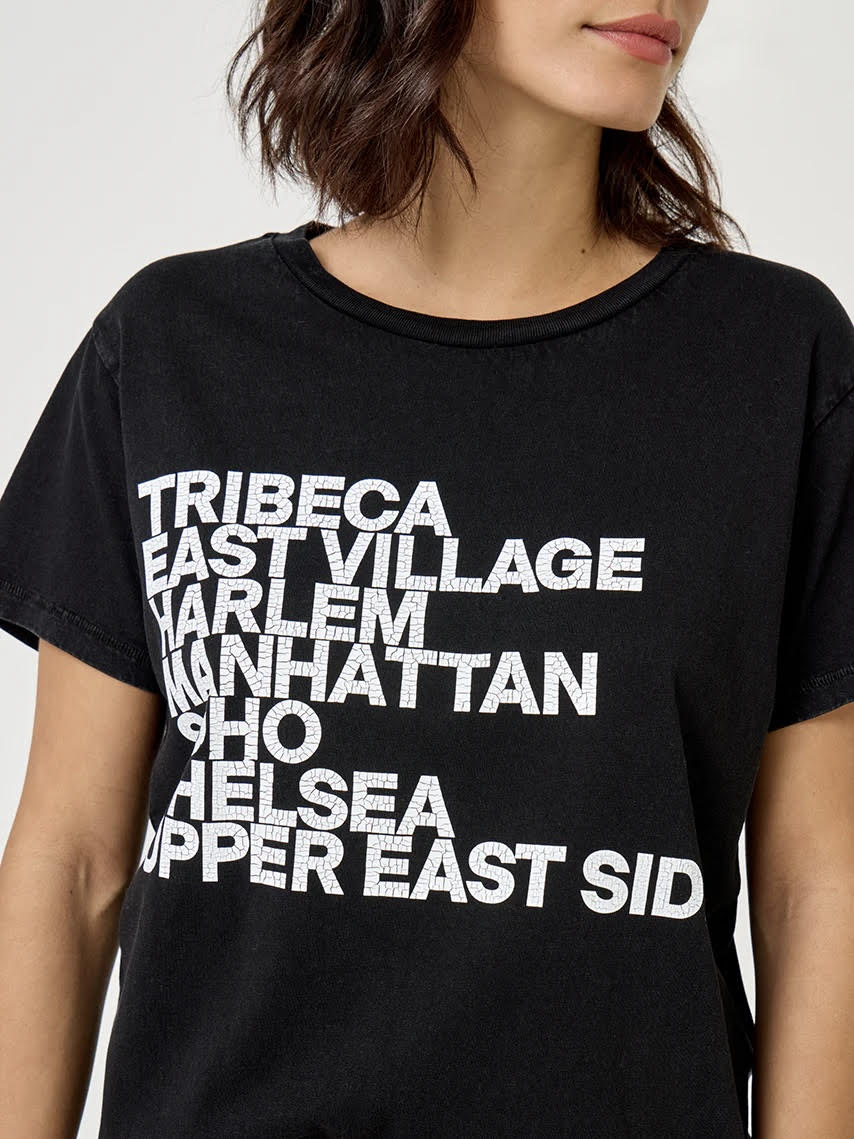 TRIBECA
EAST VILLAGE
HARLEM
MANHATTAN
OHO
HELSEA
UPPER EAST SID